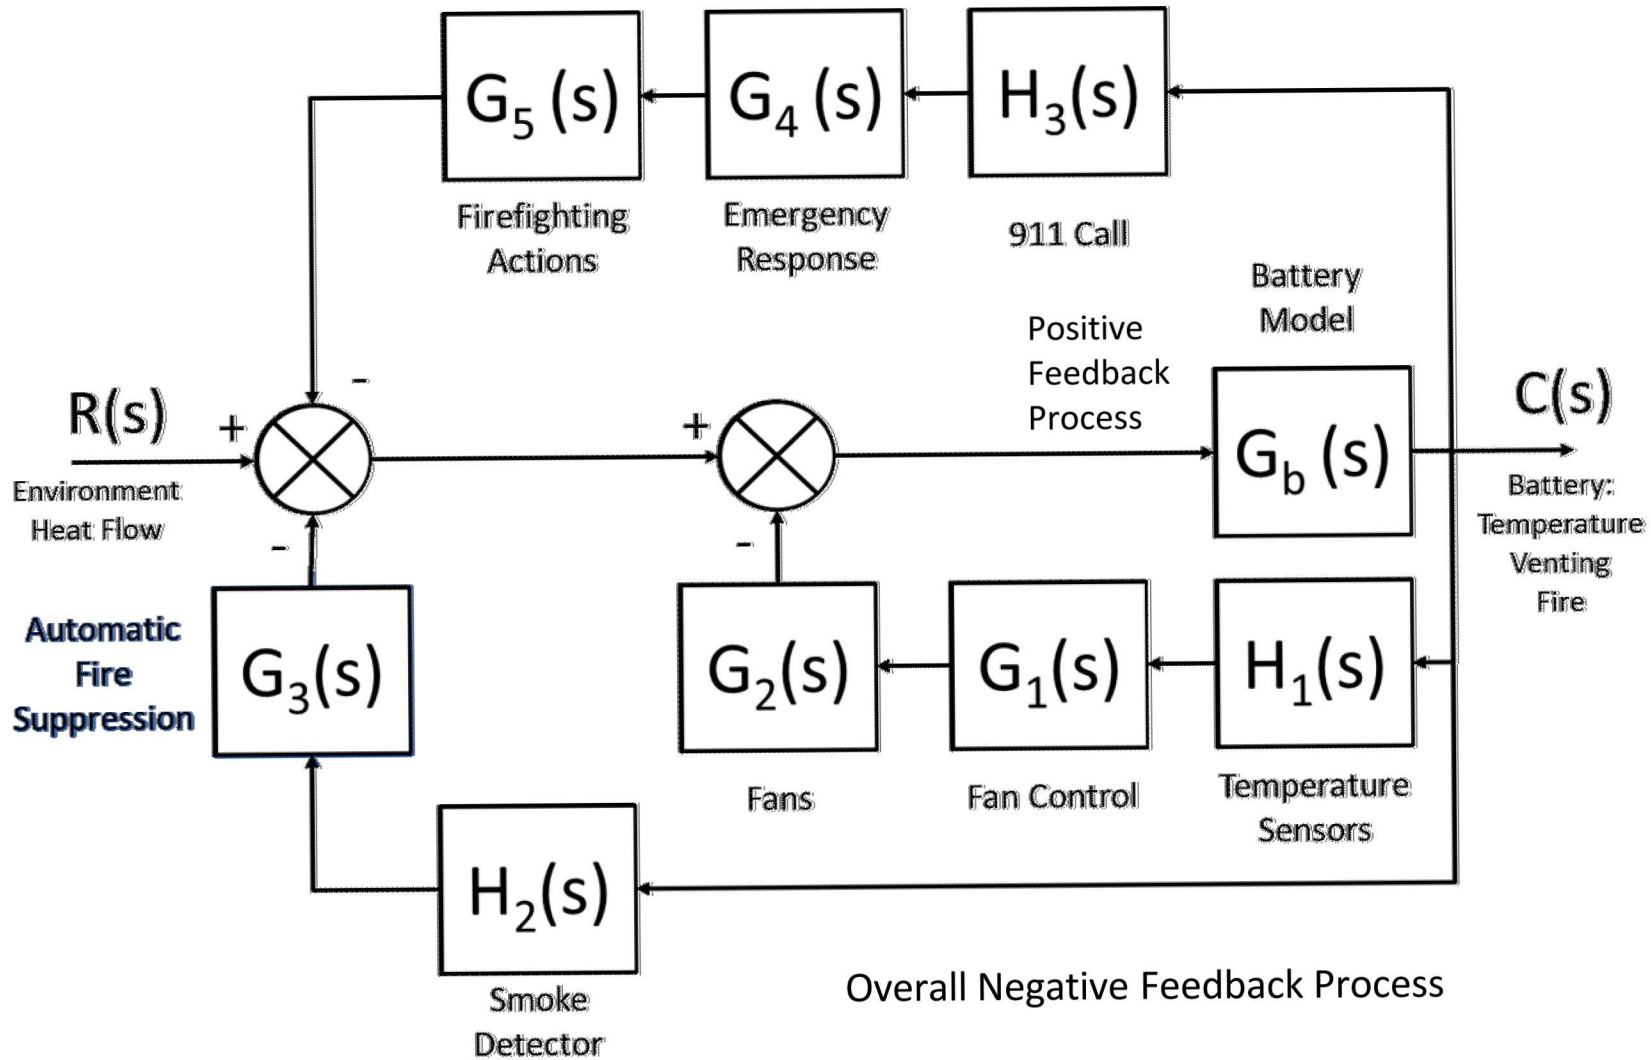 G₅ (s)
G₄ (s)
H₃(s)
Firefighting
Actions
Emergency
Response
911 Call
Battery
Model
Positive
Feedback
Process
R(s)
+
-
+
G_b (s)
C(s)
Environment
Heat Flow
-
-
Battery:
Temperature
Venting
Fire
Automatic
Fire
Suppression
G₃(s)
G₂(s)
G₁(s)
H₁(s)
Fans
Fan Control
Temperature
Sensors
H₂(s)
Smoke
Detector
Overall Negative Feedback Process